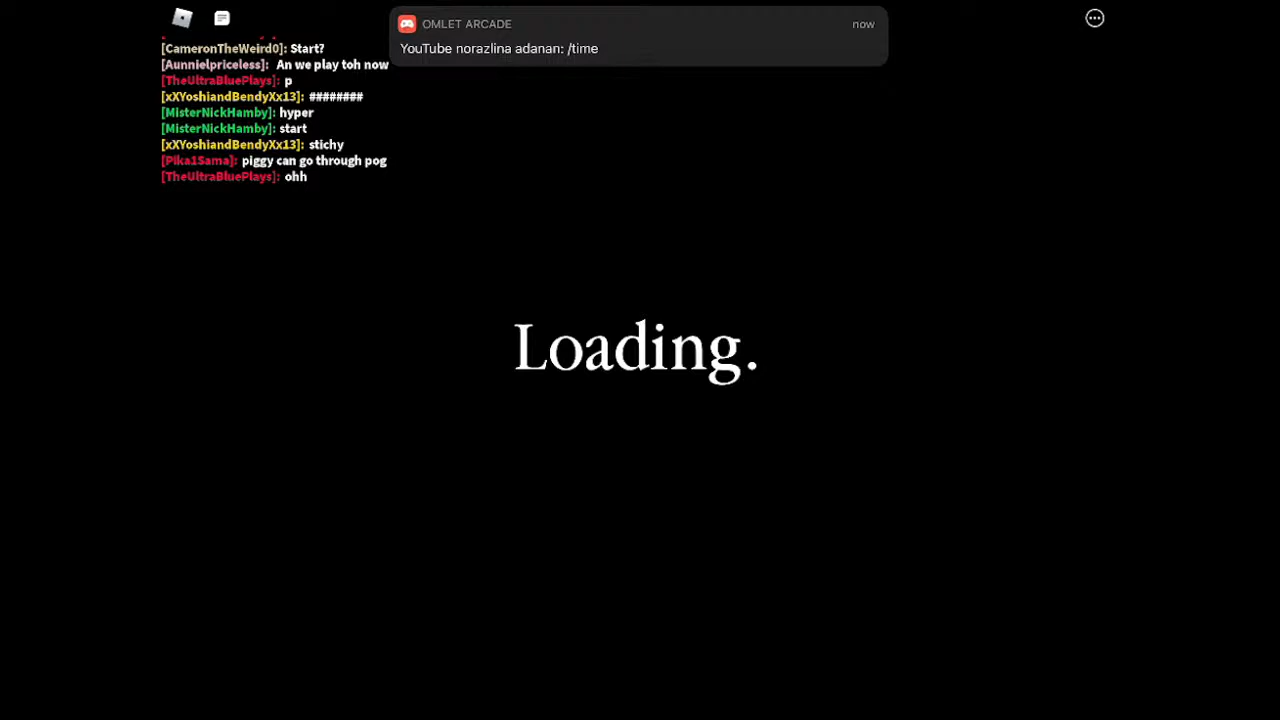 OMLET ARCADE
now
YouTube norazlina adanan: /time
[CameronTheWeird0]: Start?
[Aunnielpriceless]: An we play toh now
[TheUltraBluePlays]: p
[xXYoshiandBendyXx13]: ########
[MisterNickHamby]: hyper
[MisterNickHamby]: start
[xXYoshiandBendyXx13]: stichy
[Pika1Sama]: piggy can go through pog
[TheUltraBluePlays]: ohh
Loading.